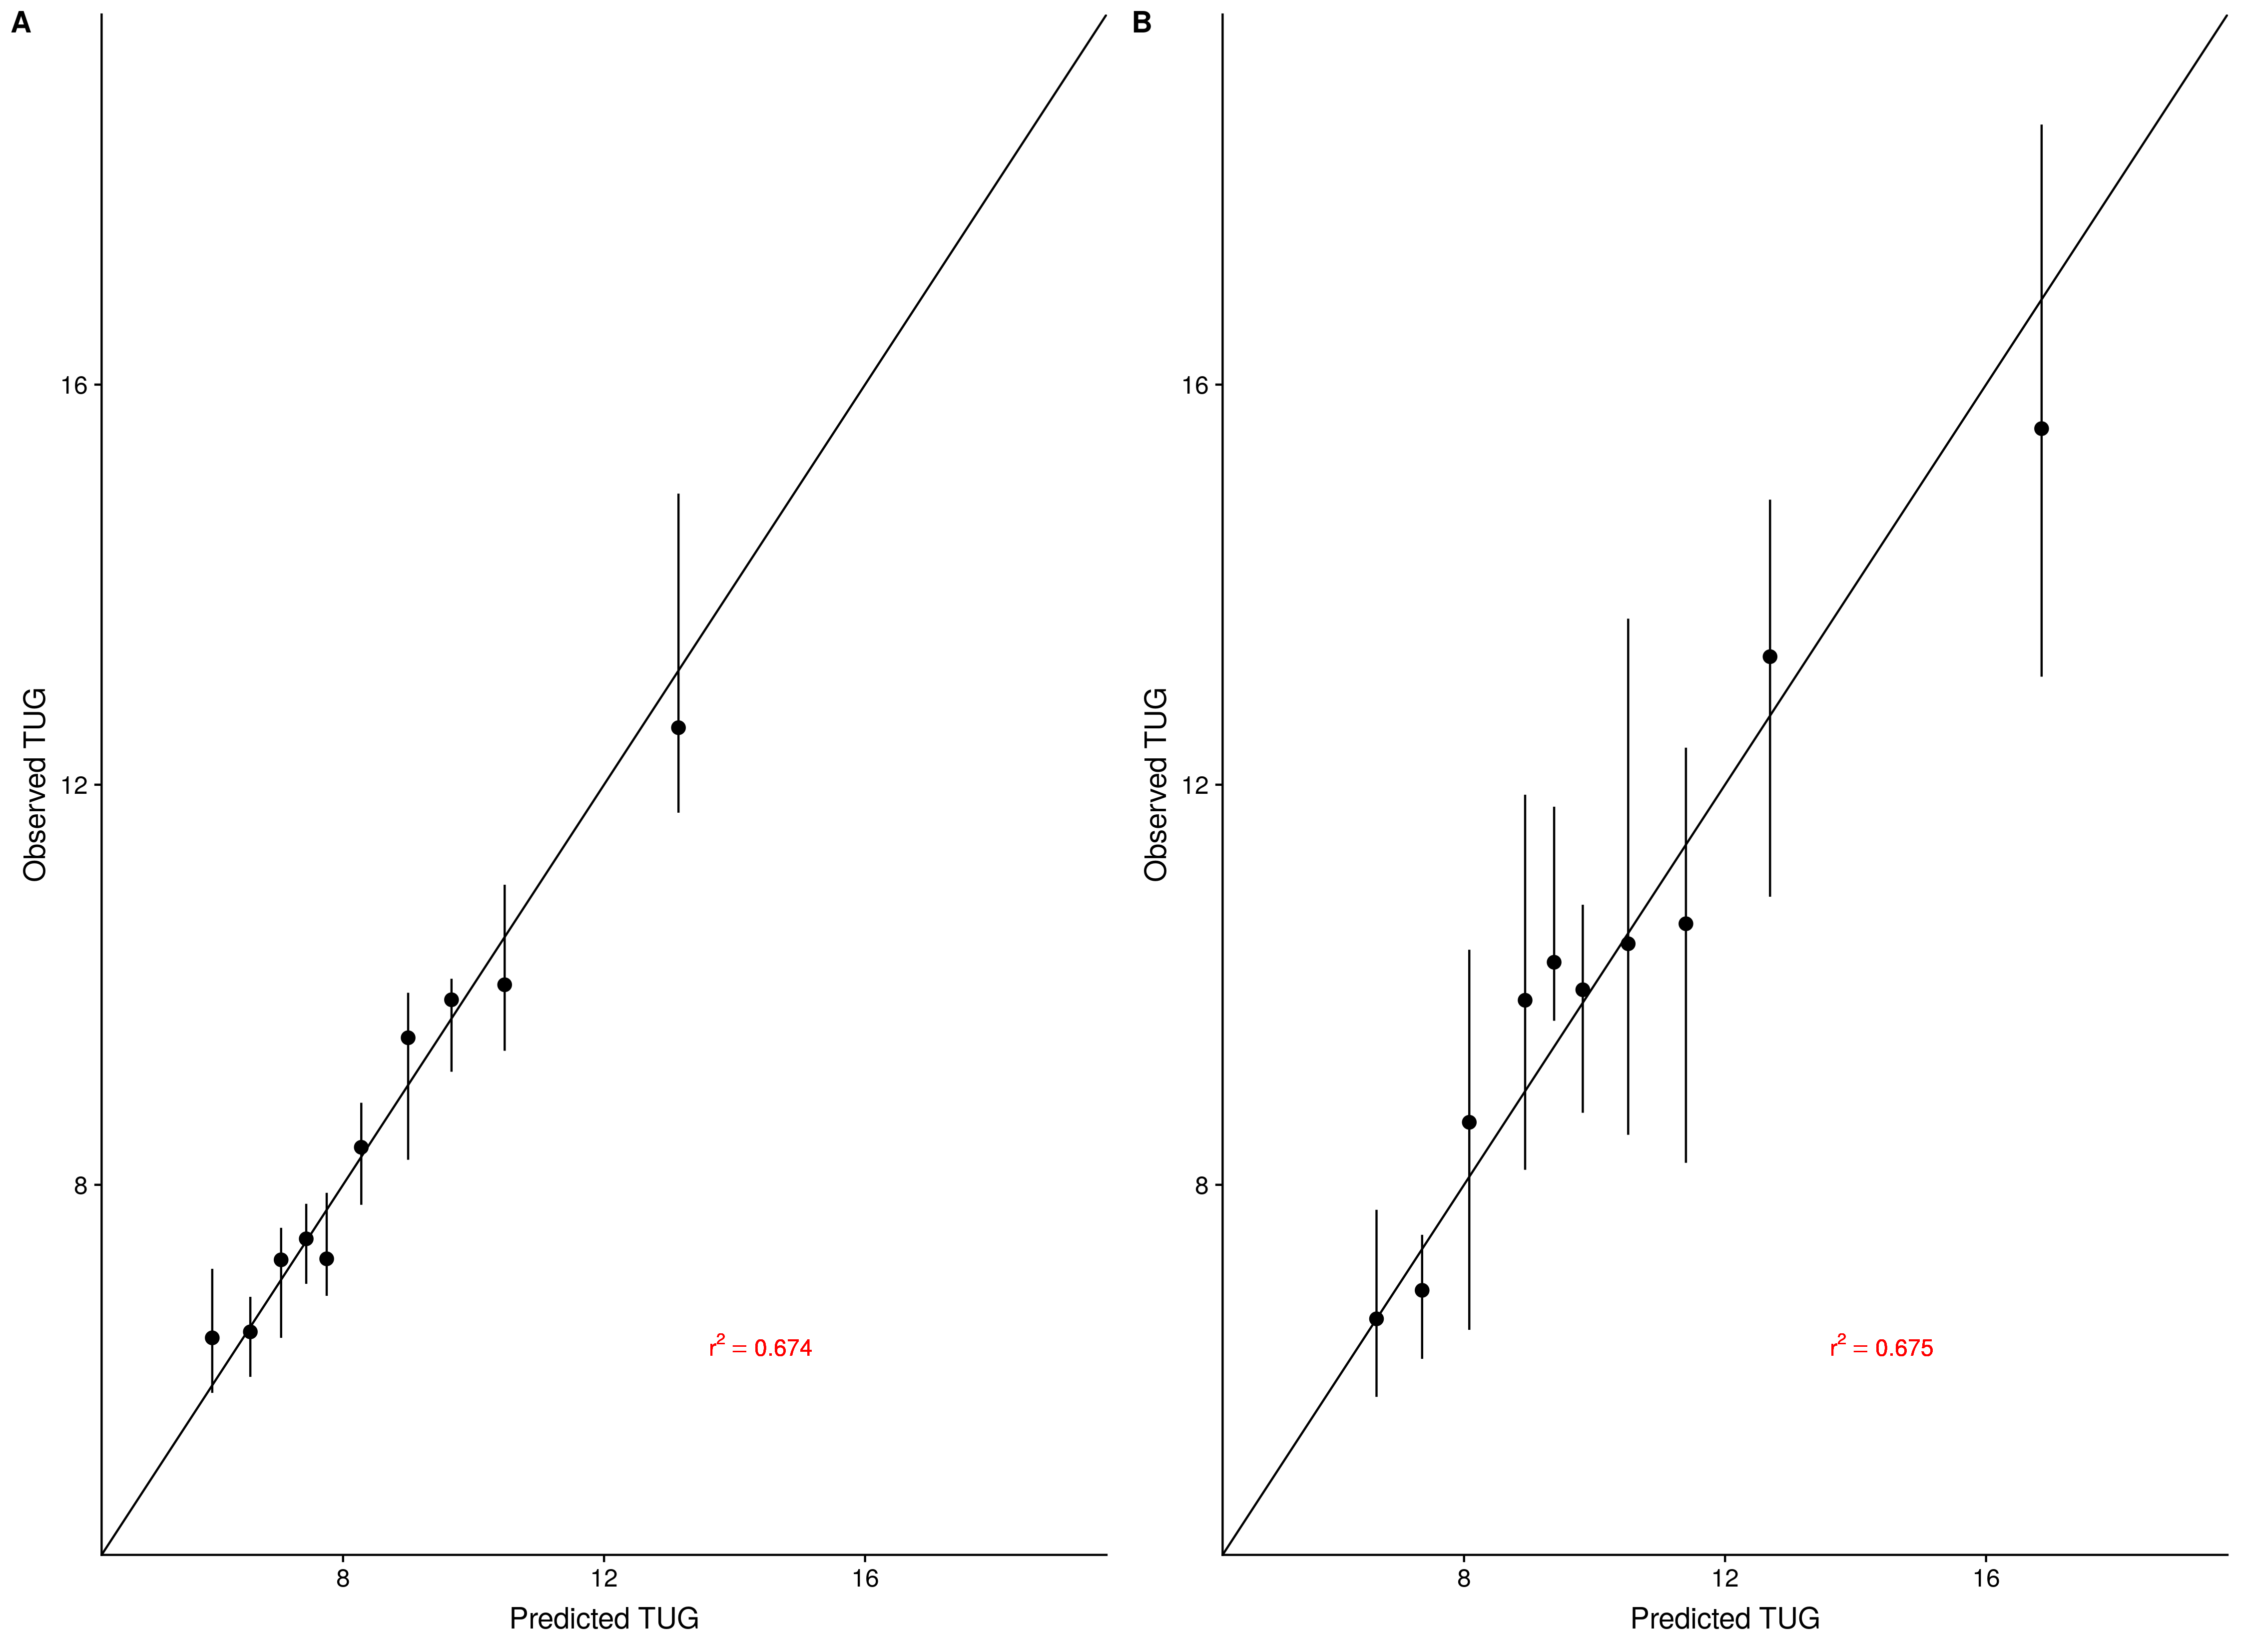 A
Observed TUG
16
12
8
8 12 16
Predicted TUG
r² = 0.674
B
Observed TUG
16
12
8
8 12 16
Predicted TUG
r² = 0.675